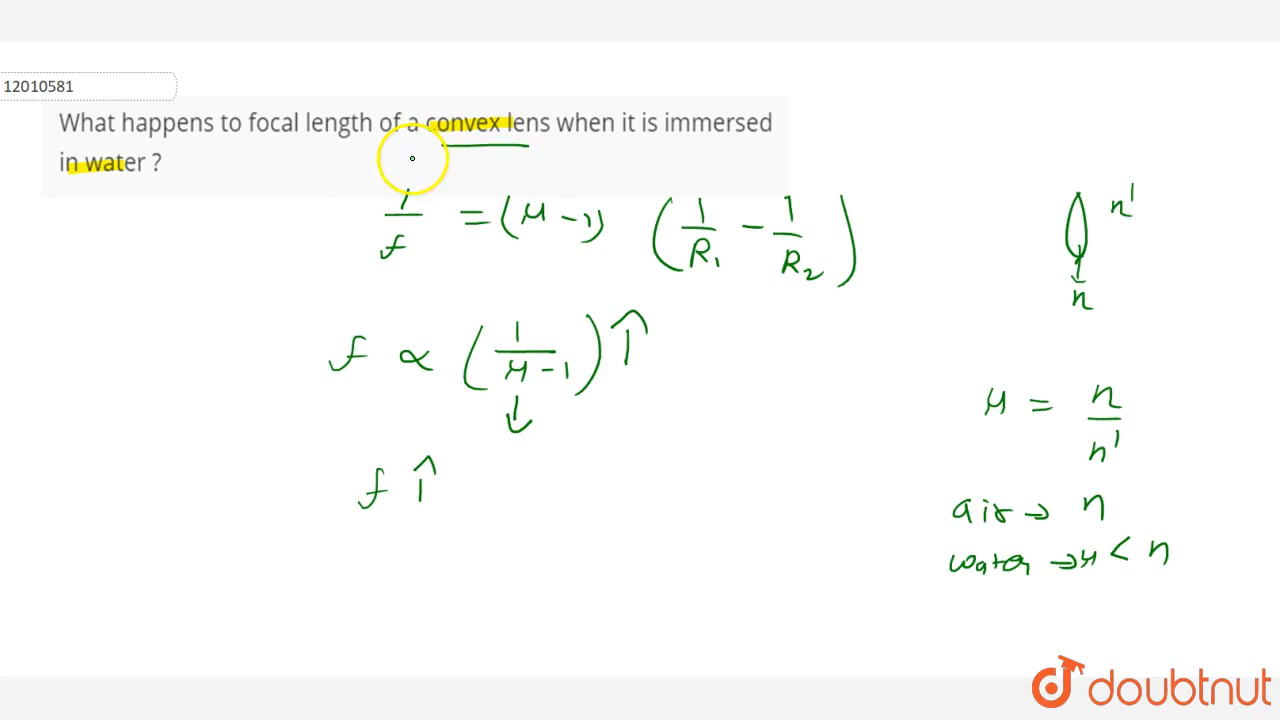 12010581
What happens to focal length of a convex lens when it is immersed
in water ?
1/f = (μ - 1) (1/R₁ - 1/R₂)
n'
n
f ∝ (1/μ-1) ↑
↓
μ = n/n'
f ↑
air → n
water → μ < n
doubtnut